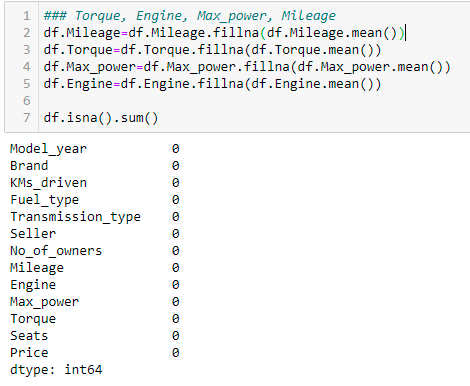 1 ### Torque, Engine, Max_power, Mileage
2 df.Mileage=df.Mileage.fillna(df.Mileage.mean())
3 df.Torque=df.Torque.fillna(df.Torque.mean())
4 df.Max_power=df.Max_power.fillna(df.Max_power.mean())
5 df.Engine=df.Engine.fillna(df.Engine.mean())
6
7 df.isna().sum()
Model_year 0
Brand 0
KMs_driven 0
Fuel_type 0
Transmission_type 0
Seller 0
No_of_owners 0
Mileage 0
Engine 0
Max_power 0
Torque 0
Seats 0
Price 0
dtype: int64